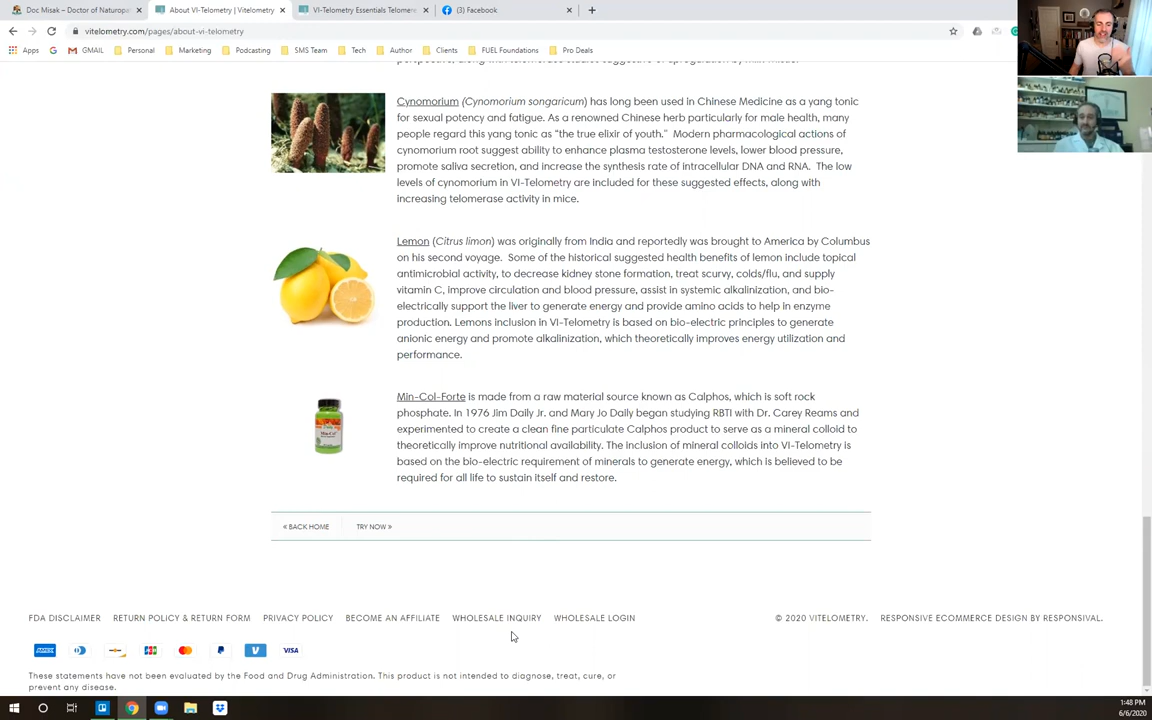 Doc Misak – Doctor of Naturopa
About VI-Telometry | Vitelometry
VI-Telometry Essentials Telomere
(3) Facebook
vitelometry.com/pages/about-vi-telometry
Apps
GMAIL
Personal
Marketing
Podcasting
SMS Team
Tech
Author
Clients
FUEL Foundations
Pro Deals
Cynomorium (Cynomorium songaricum) has long been used in Chinese Medicine as a yang tonic
for sexual potency and fatigue. As a renowned Chinese herb particularly for male health, many
people regard this yang tonic as “the true elixir of youth.” Modern pharmacological actions of
cynomorium root suggest ability to enhance plasma testosterone levels, lower blood pressure,
promote saliva secretion, and increase the synthesis rate of intracellular DNA and RNA. The low
levels of cynomorium in VI-Telometry are included for these suggested effects, along with
increasing telomerase activity in mice.
Lemon (Citrus limon) was originally from India and reportedly was brought to America by Columbus
on his second voyage. Some of the historical suggested health benefits of lemon include topical
antimicrobial activity, to decrease kidney stone formation, treat scurvy, colds/flu, and supply
vitamin C, improve circulation and blood pressure, assist in systemic alkalinization, and bio-
electrically support the liver to generate energy and provide amino acids to help in enzyme
production. Lemons inclusion in VI-Telometry is based on bio-electric principles to generate
anionic energy and promote alkalinization, which theoretically improves energy utilization and
performance.
Min-Col-Forte is made from a raw material source known as Calphos, which is soft rock
phosphate. In 1976 Jim Daily Jr. and Mary Jo Daily began studying RBTI with Dr. Carey Reams and
experimented to create a clean fine particulate Calphos product to serve as a mineral colloid to
theoretically improve nutritional availability. The inclusion of mineral colloids into VI-Telometry is
based on the bio-electric requirement of minerals to generate energy, which is believed to be
required for all life to sustain itself and restore.
« BACK HOME
TRY NOW »
FDA DISCLAIMER
RETURN POLICY & RETURN FORM
PRIVACY POLICY
BECOME AN AFFILIATE
WHOLESALE INQUIRY
WHOLESALE LOGIN
© 2020 VITELOMETRY.
RESPONSIVE ECOMMERCE DESIGN BY RESPONSIVAL.
VISA
These statements have not been evaluated by the Food and Drug Administration. This product is not intended to diagnose, treat, cure, or
prevent any disease.
1:48 PM
6/6/2020